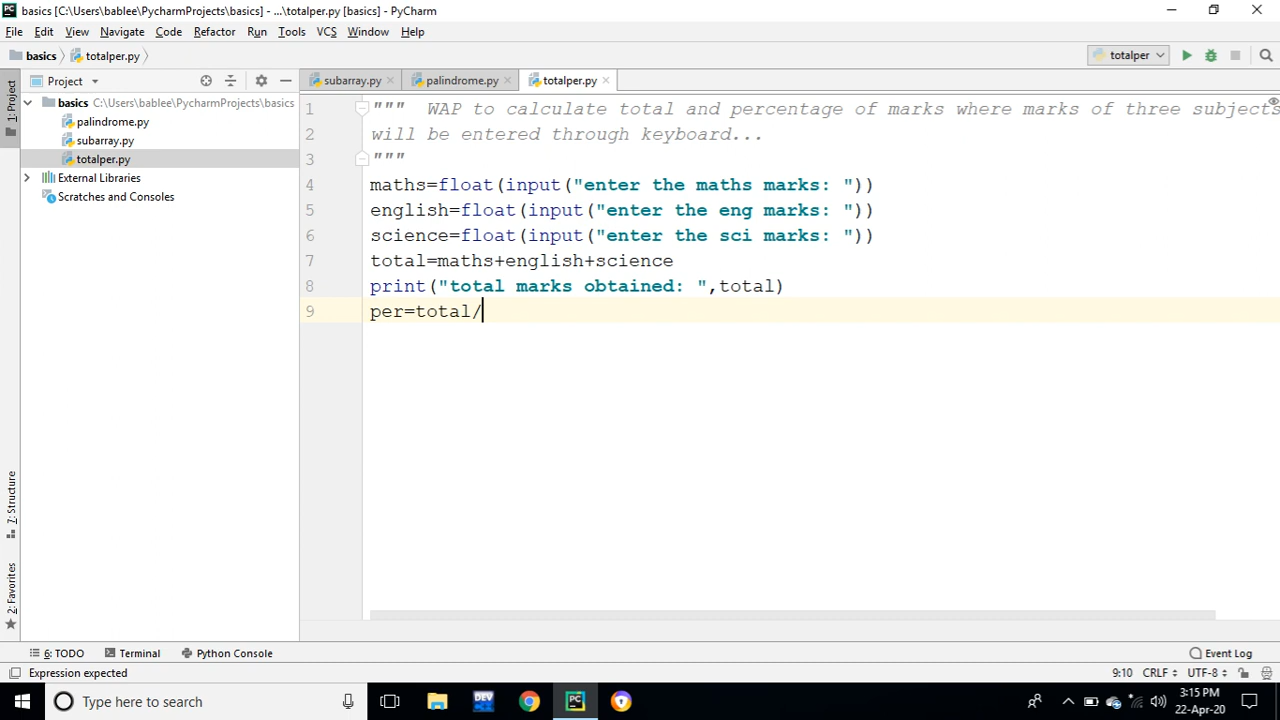 basics [C:\Users\bablee\PycharmProjects\basics] - ...\totalper.py [basics] - PyCharm
File Edit View Navigate Code Refactor Run Tools VCS Window Help
basics totalper.py totalper
1: Project
Project
subarray.py palindrome.py totalper.py
basics C:\Users\bablee\PycharmProjects\basics
palindrome.py
subarray.py
totalper.py
External Libraries
Scratches and Consoles
1 """ WAP to calculate total and percentage of marks where marks of three subjects
2 will be entered through keyboard...
3 """
4 maths=float(input("enter the maths marks: "))
5 english=float(input("enter the eng marks: "))
6 science=float(input("enter the sci marks: "))
7 total=maths+english+science
8 print("total marks obtained: ",total)
9 per=total/
7: Structure
2: Favorites
6: TODO Terminal Python Console Event Log
Expression expected 9:10 CRLF UTF-8
Type here to search
DEV
PC
3:15 PM
22-Apr-20